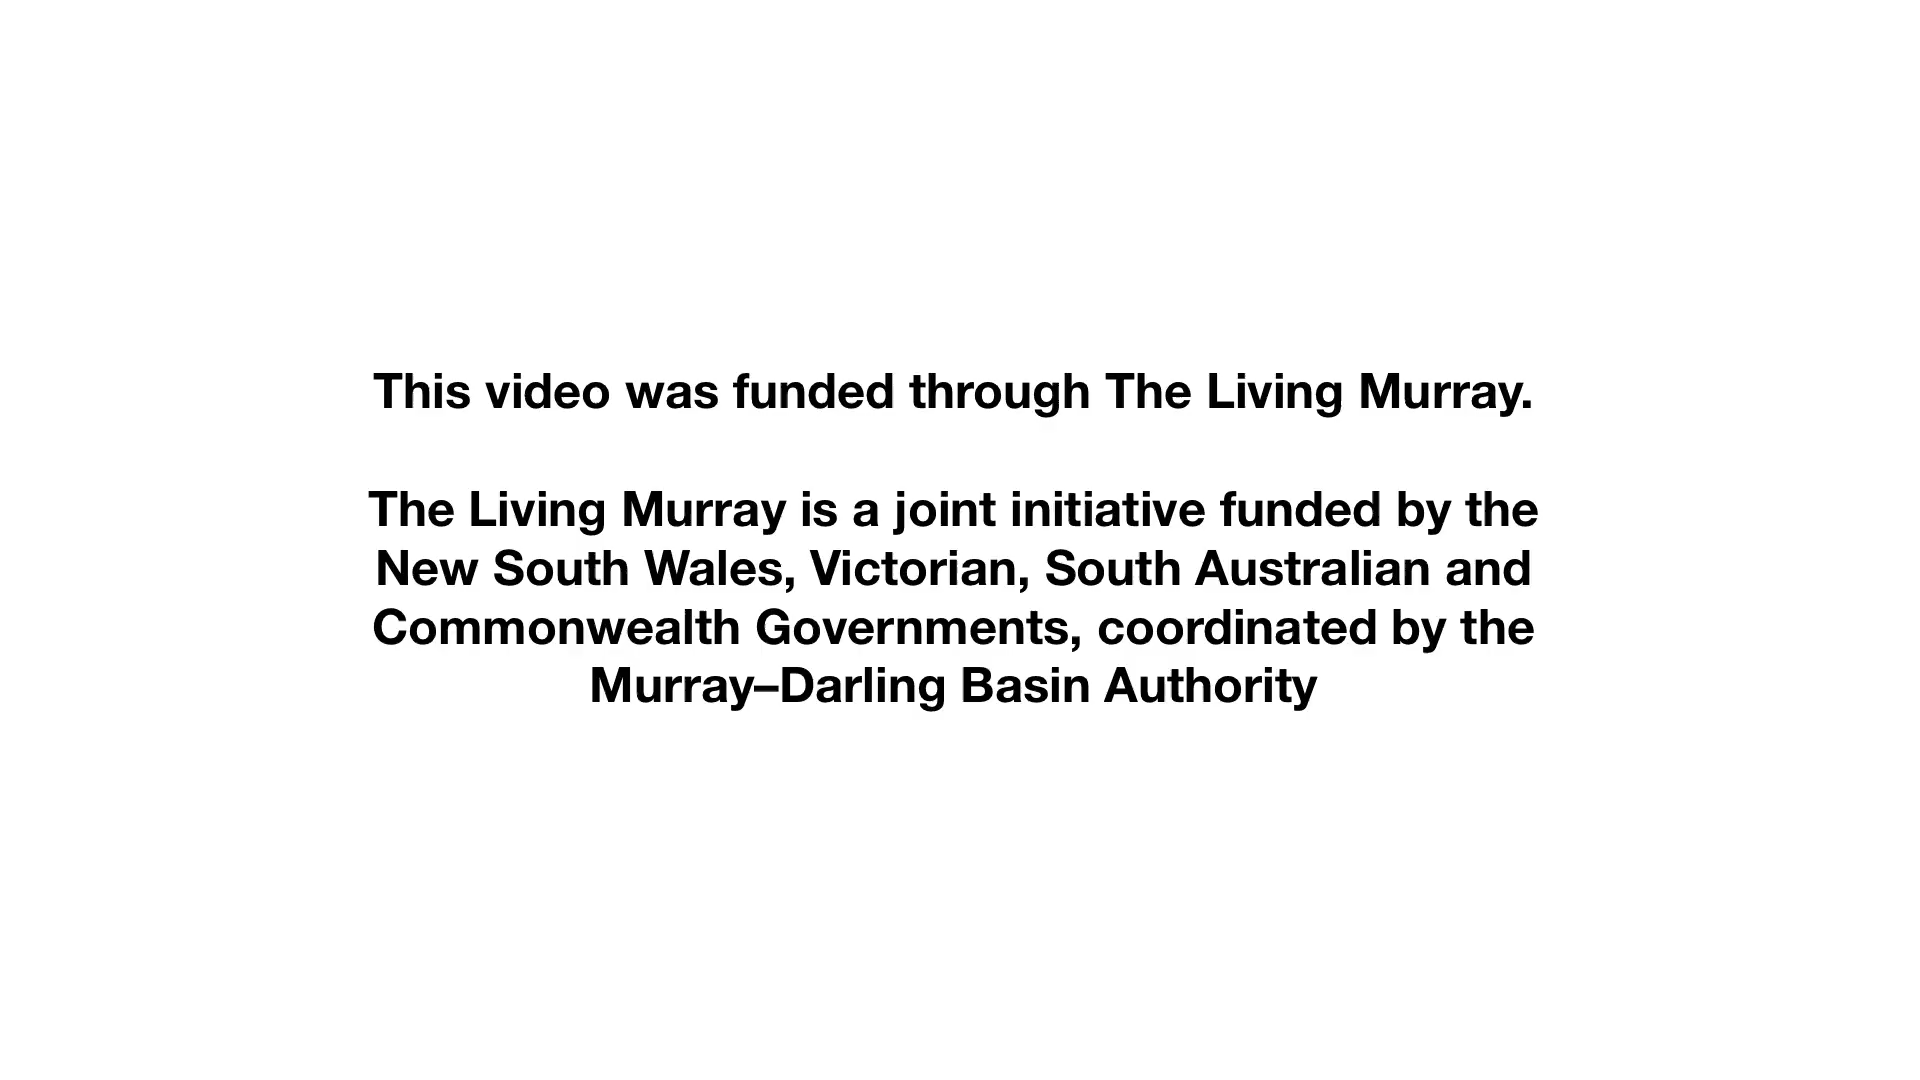 This video was funded through The Living Murray.
The Living Murray is a joint initiative funded by the
New South Wales, Victorian, South Australian and
Commonwealth Governments, coordinated by the
Murray–Darling Basin Authority